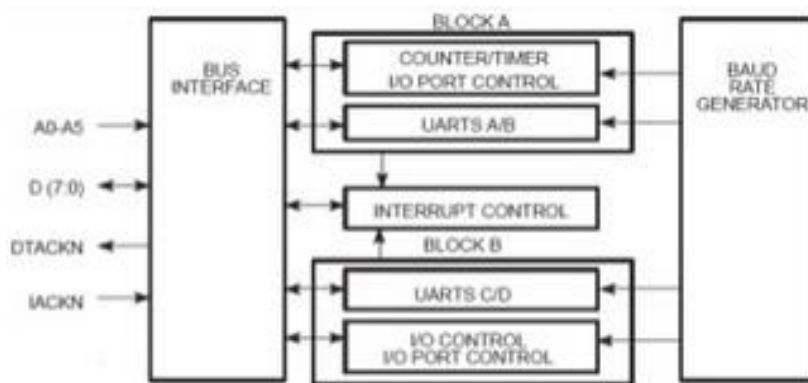 BLOCK A
BUS
INTERFACE
COUNTER/TIMER
I/O PORT CONTROL
BAUD
RATE
GENERATOR
A0-A5
UARTS A/B
D (7:0)
INTERRUPT CONTROL
DTACKN
BLOCK B
IACKN
UARTS C/D
I/O CONTROL
I/O PORT CONTROL